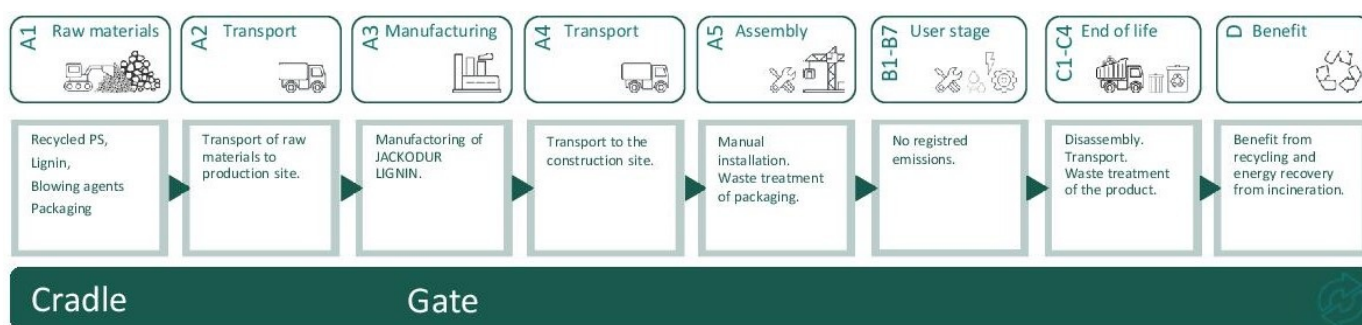 A1 Raw materials
A2 Transport
A3 Manufacturing
A4 Transport
A5 Assembly
B1-B7 User stage
C1-C4 End of life
D Benefit
Recycled PS,
Lignin,
Blowing agents
Packaging
Transport of raw
materials to
production site.
Manufactoring of
JACKODUR
LIGNIN.
Transport to the
construction site.
Manual
installation.
Waste treatment
of packaging.
No registred
emissions.
Disassembly.
Transport.
Waste treatment
of the product.
Benefit from
recycling and
energy recovery
from incineration.
Cradle
Gate